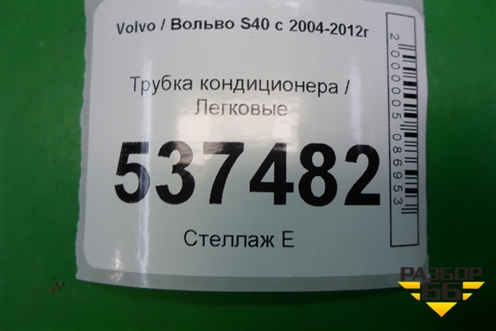 Volvo / Вольво S40 с 2004-2012г
Трубка кондиционера /
Легковые
537482
Стеллаж Е
2000005086953
РАЗБОР
66